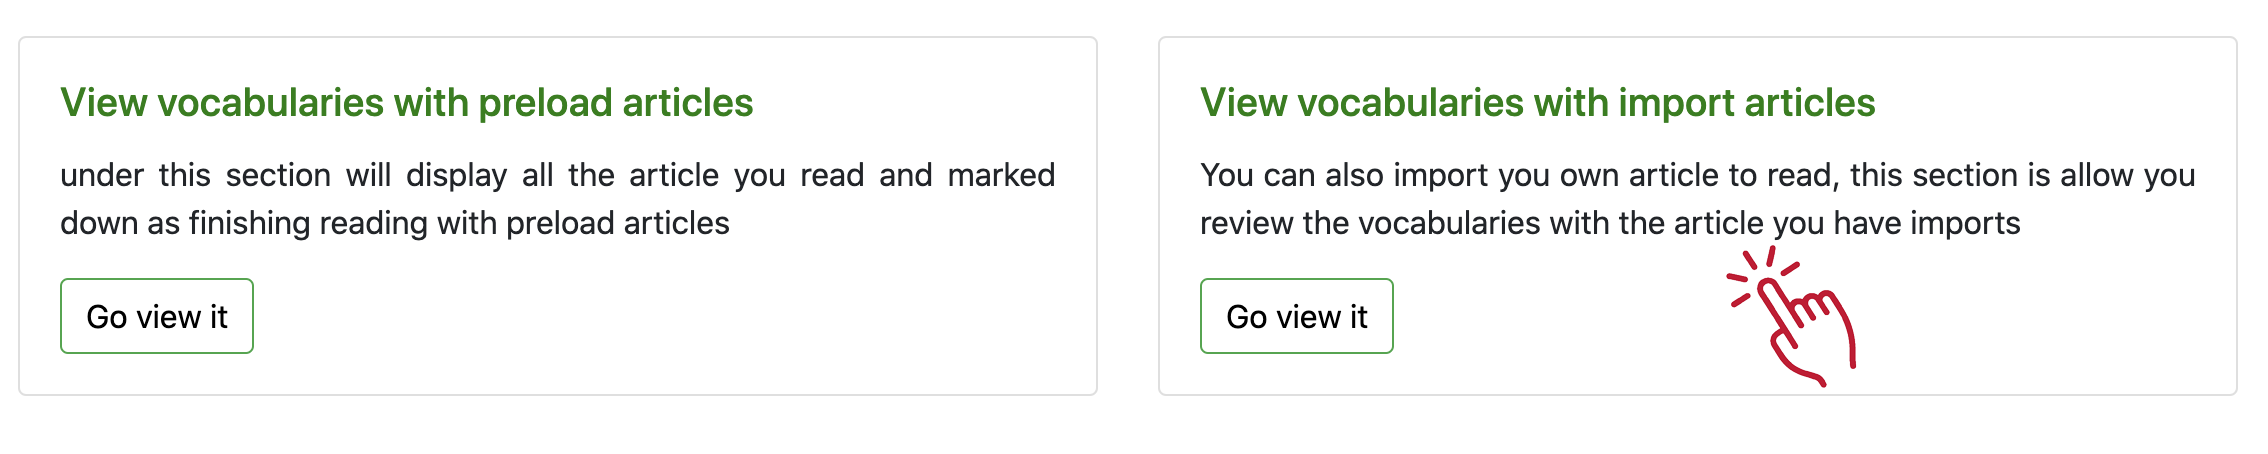 View vocabularies with preload articles
under this section will display all the article you read and marked
down as finishing reading with preload articles
Go view it
View vocabularies with import articles
You can also import you own article to read, this section is allow you
review the vocabularies with the article you have imports
Go view it